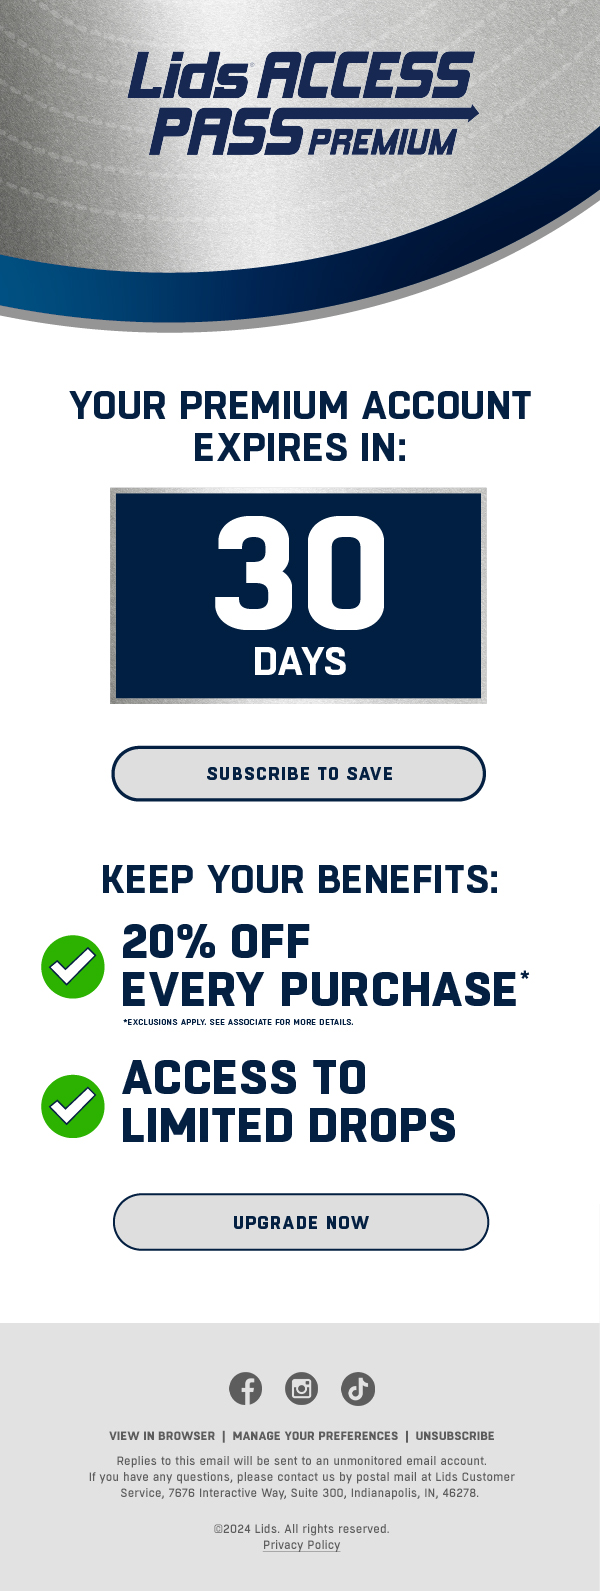 Lids® ACCESS
PASS PREMIUM
YOUR PREMIUM ACCOUNT
EXPIRES IN:
30
DAYS
SUBSCRIBE TO SAVE
KEEP YOUR BENEFITS:
20% OFF
EVERY PURCHASE*
*EXCLUSIONS APPLY. SEE ASSOCIATE FOR MORE DETAILS.
ACCESS TO
LIMITED DROPS
UPGRADE NOW
VIEW IN BROWSER | MANAGE YOUR PREFERENCES | UNSUBSCRIBE
Replies to this email will be sent to an unmonitored email account.
If you have any questions, please contact us by postal mail at Lids Customer
Service, 7676 Interactive Way, Suite 300, Indianapolis, IN, 46278.
©2024 Lids. All rights reserved.
Privacy Policy